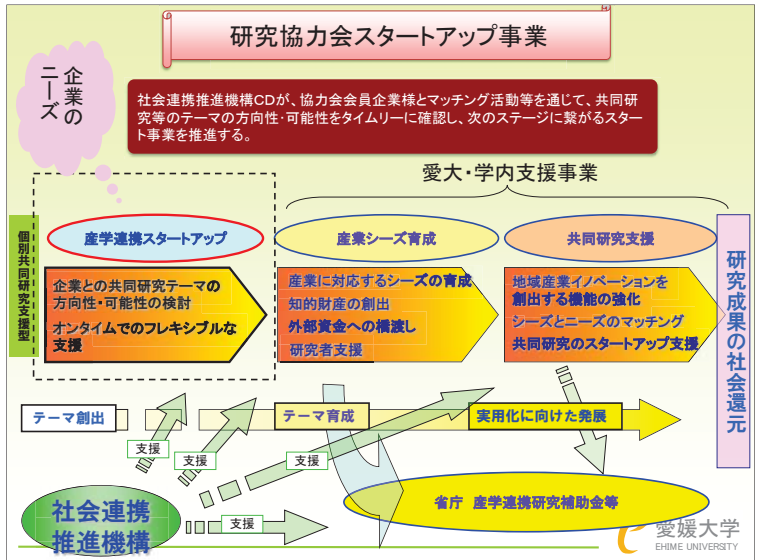 研究協力会スタートアップ事業
企業の
ニーズ
社会連携推進機構CDが、協力会会員企業様とマッチング活動等を通じて、共同研
究等のテーマの方向性・可能性をタイムリーに確認し、次のステージに繋がるスター
ト事業を推進する。
愛大・学内支援事業
個別共同研究支援型
産学連携スタートアップ
産業シーズ育成
共同研究支援
企業との共同研究テーマの
方向性・可能性の検討
オンタイムでのフレキシブルな
支援
産業に対応するシーズの育成
知的財産の創出
外部資金への橋渡し
研究者支援
地域産業イノベーションを
創出する機能の強化
シーズとニーズのマッチング
共同研究のスタートアップ支援
研究成果の社会還元
テーマ創出
テーマ育成
実用化に向けた発展
支援
支援
支援
支援
社会連携
推進機構
省庁 産学連携研究補助金等
愛媛大学
EHIME UNIVERSITY